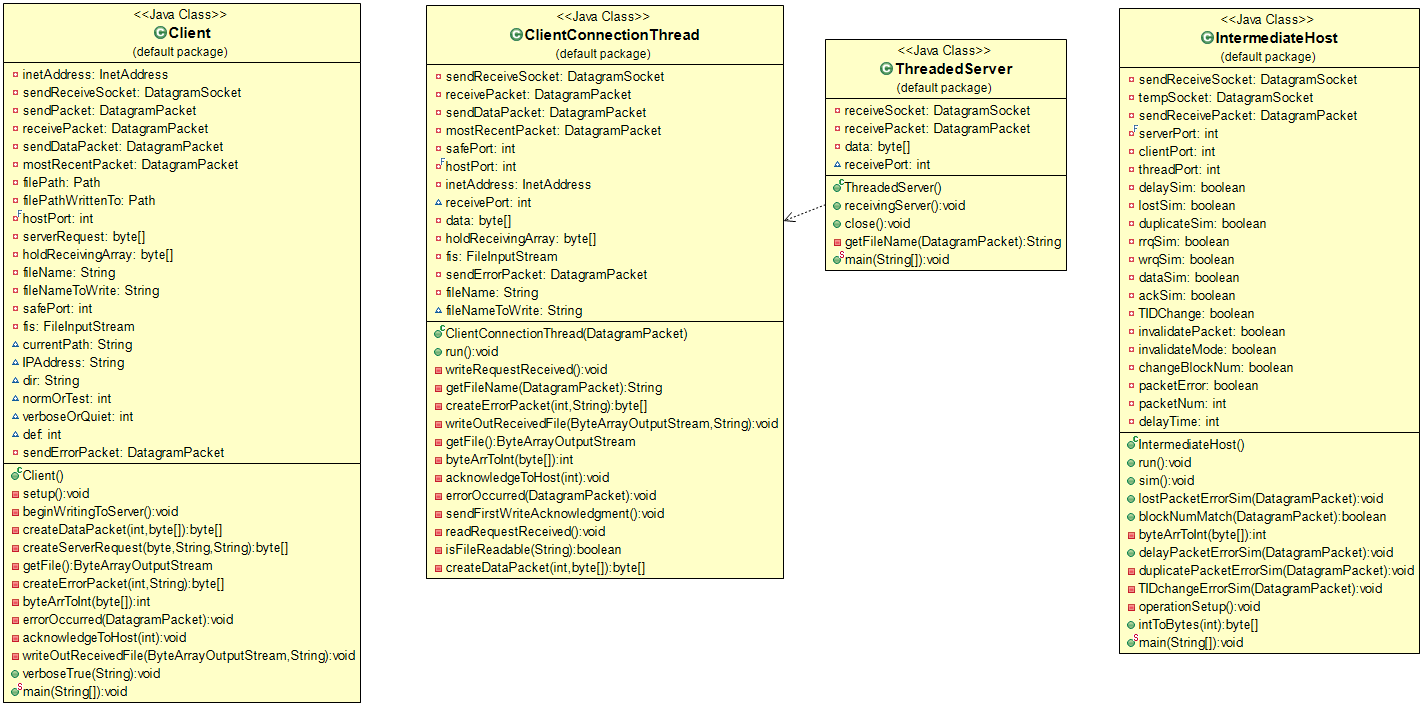 <<Java Class>>
Client
(default package)
inetAddress: InetAddress
sendReceiveSocket: DatagramSocket
sendPacket: DatagramPacket
receivePacket: DatagramPacket
sendDataPacket: DatagramPacket
mostRecentPacket: DatagramPacket
filePath: Path
filePathWrittenTo: Path
hostPort: int
serverRequest: byte[]
holdReceivingArray: byte[]
fileName: String
fileNameToWrite: String
safePort: int
fis: FileInputStream
currentPath: String
IPAddress: String
dir: String
normOrTest: int
verboseOrQuiet: int
def: int
sendErrorPacket: DatagramPacket
Client()
setup():void
beginWritingToServer():void
createDataPacket(int,byte[]):byte[]
createServerRequest(byte,String,String):byte[]
getFile():ByteArrayOutputStream
createErrorPacket(int,String):byte[]
byteArrToInt(byte[]):int
errorOccurred(DatagramPacket):void
acknowledgeToHost(int):void
writeOutReceivedFile(ByteArrayOutputStream,String):void
verboseTrue(String):void
main(String[]):void
<<Java Class>>
ClientConnectionThread
(default package)
sendReceiveSocket: DatagramSocket
receivePacket: DatagramPacket
sendDataPacket: DatagramPacket
mostRecentPacket: DatagramPacket
safePort: int
hostPort: int
inetAddress: InetAddress
receivePort: int
data: byte[]
holdReceivingArray: byte[]
fis: FileInputStream
sendErrorPacket: DatagramPacket
fileName: String
fileNameToWrite: String
ClientConnectionThread(DatagramPacket)
run():void
writeRequestReceived():void
getFileName(DatagramPacket):String
createErrorPacket(int,String):byte[]
writeOutReceivedFile(ByteArrayOutputStream,String):void
getFile():ByteArrayOutputStream
byteArrToInt(byte[]):int
acknowledgeToHost(int):void
errorOccurred(DatagramPacket):void
sendFirstWriteAcknowledgment():void
readRequestReceived():void
isFileReadable(String):boolean
createDataPacket(int,byte[]):byte[]
<<Java Class>>
ThreadedServer
(default package)
receiveSocket: DatagramSocket
receivePacket: DatagramPacket
data: byte[]
receivePort: int
ThreadedServer()
receivingServer():void
close():void
getFileName(DatagramPacket):String
main(String[]):void
<<Java Class>>
IntermediateHost
(default package)
sendReceiveSocket: DatagramSocket
tempSocket: DatagramSocket
sendReceivePacket: DatagramPacket
serverPort: int
clientPort: int
threadPort: int
delaySim: boolean
lostSim: boolean
duplicateSim: boolean
rrqSim: boolean
wrqSim: boolean
dataSim: boolean
ackSim: boolean
TIDChange: boolean
invalidatePacket: boolean
invalidateMode: boolean
changeBlockNum: boolean
packetError: boolean
packetNum: int
delayTime: int
IntermediateHost()
run():void
sim():void
lostPacketErrorSim(DatagramPacket):void
blockNumMatch(DatagramPacket):boolean
byteArrToInt(byte[]):int
delayPacketErrorSim(DatagramPacket):void
duplicatePacketErrorSim(DatagramPacket):void
TIDchangeErrorSim(DatagramPacket):void
operationSetup():void
intToBytes(int):byte[]
main(String[]):void